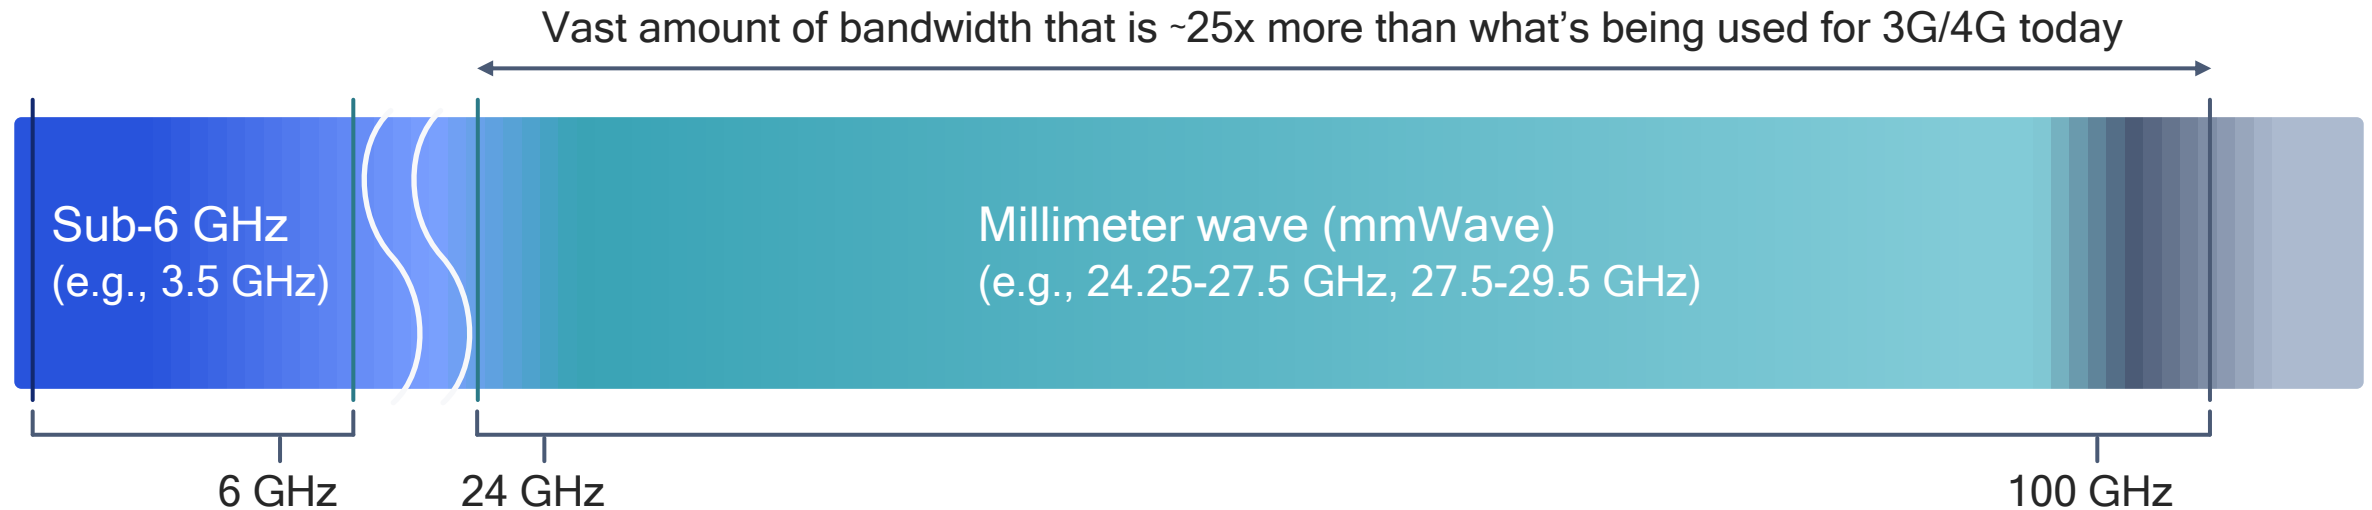 Vast amount of bandwidth that is ~25x more than what’s being used for 3G/4G today
Sub-6 GHz
(e.g., 3.5 GHz)
Millimeter wave (mmWave)
(e.g., 24.25-27.5 GHz, 27.5-29.5 GHz)
6 GHz
24 GHz
100 GHz